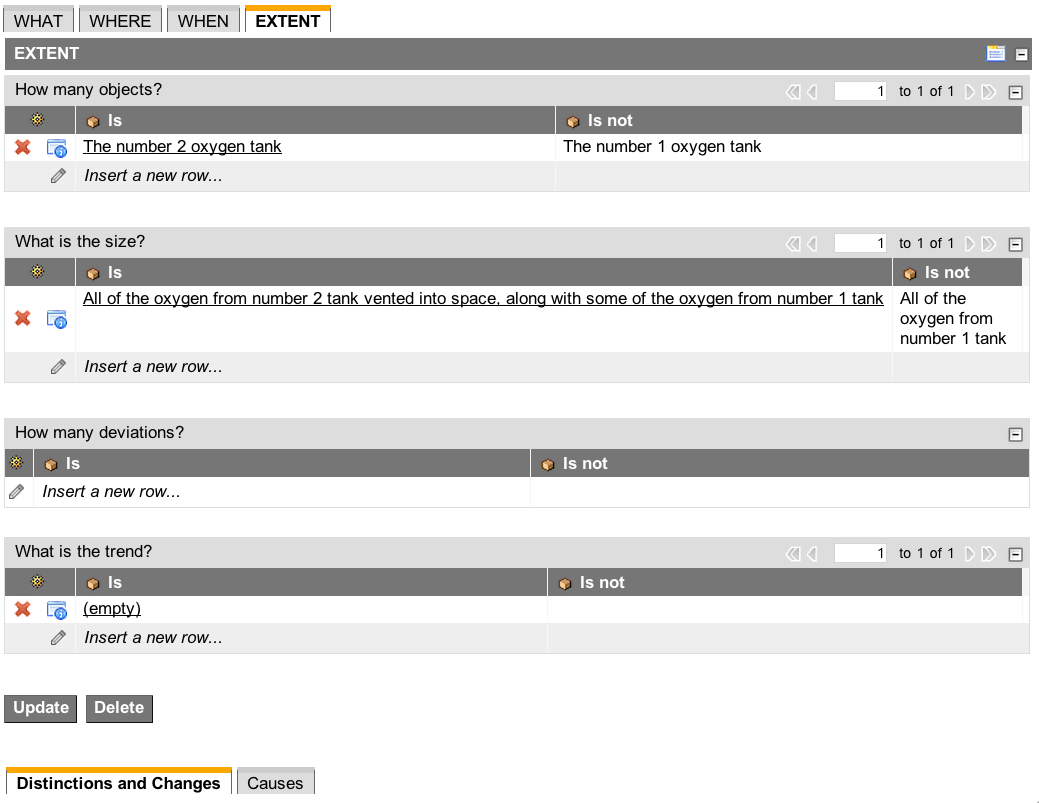 WHAT WHERE WHEN EXTENT
EXTENT
How many objects? 1 to 1 of 1
Is Is not
The number 2 oxygen tank The number 1 oxygen tank
Insert a new row...
What is the size? 1 to 1 of 1
Is Is not
All of the oxygen from number 2 tank vented into space, along with some of the oxygen from number 1 tank All of the
oxygen from
number 1 tank
Insert a new row...
How many deviations?
Is Is not
Insert a new row...
What is the trend? 1 to 1 of 1
Is Is not
(empty)
Insert a new row...
Update Delete
Distinctions and Changes Causes